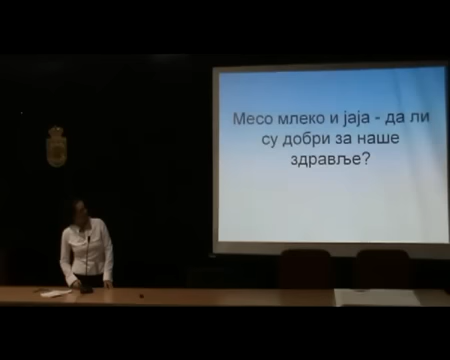 Месо млеко и јаја - да ли
су добри за наше
здравље?